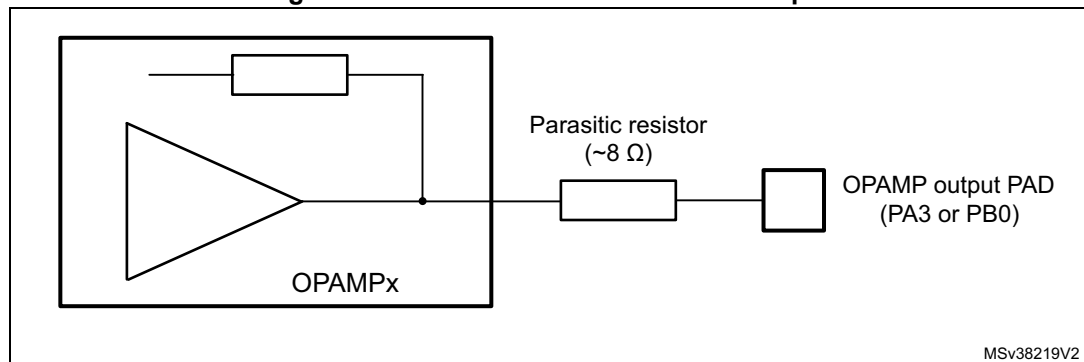 Parasitic resistor
(~8 Ω)
OPAMP output PAD
(PA3 or PB0)
OPAMPx
MSv38219V2